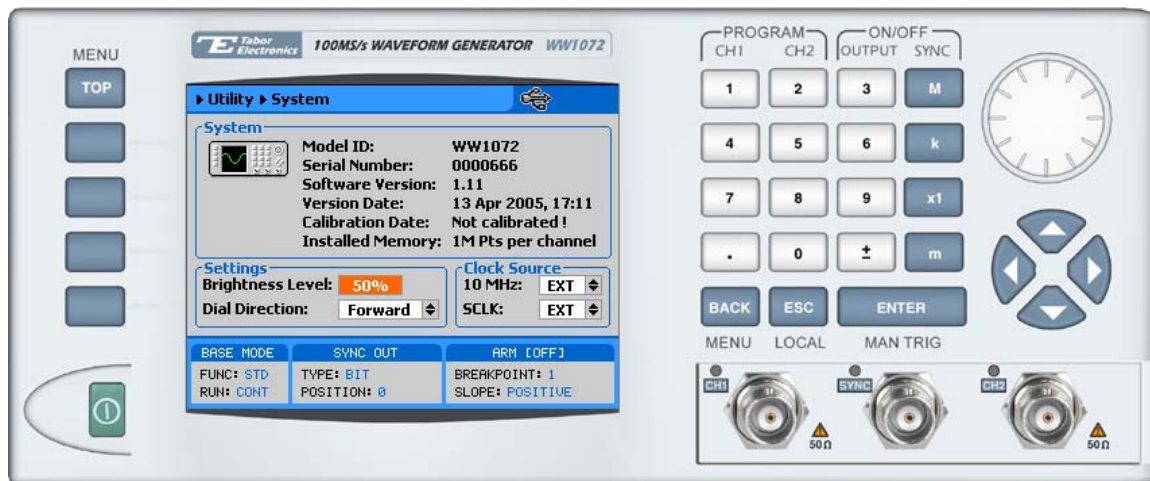 MENU
TOP
Tabor Electronics 100MS/s WAVEFORM GENERATOR WW1072
▸ Utility ▸ System
System
Model ID: WW1072
Serial Number: 0000666
Software Version: 1.11
Version Date: 13 Apr 2005, 17:11
Calibration Date: Not calibrated !
Installed Memory: 1M Pts per channel
Settings
Brightness Level: 50%
Dial Direction: Forward
Clock Source
10 MHz: EXT
SCLK: EXT
BASE MODE
FUNC: STD
RUN: CONT
SYNC OUT
TYPE: BIT
POSITION: 0
ARM [OFF]
BREAKPOINT: 1
SLOPE: POSITIVE
PROGRAM
CH1 CH2
ON/OFF
OUTPUT SYNC
1 2 3 M
4 5 6 k
7 8 9 x1
. 0 ± m
BACK ESC ENTER
MENU LOCAL MAN TRIG
CH1 SYNC CH2
50Ω 50Ω